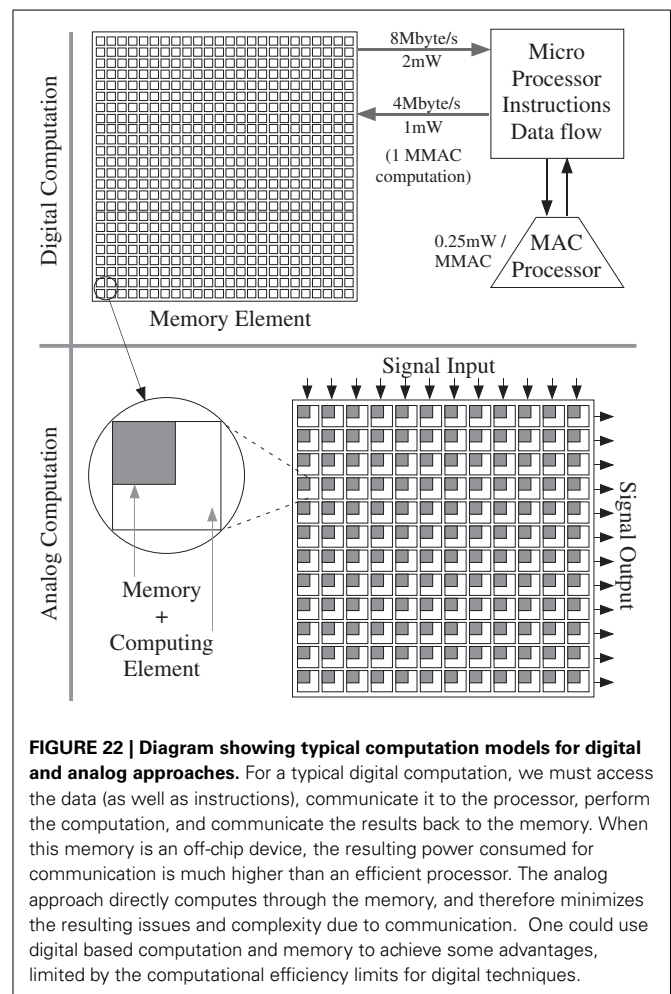 Digital Computation
8Mbyte/s
2mW
4Mbyte/s
1mW
(1 MMAC
computation)
Micro
Processor
Instructions
Data flow
0.25mW /
MMAC
MAC
Processor
Memory Element
Analog Computation
Signal Input
Signal Output
Memory
+
Computing
Element
FIGURE 22 | Diagram showing typical computation models for digital
and analog approaches. For a typical digital computation, we must access
the data (as well as instructions), communicate it to the processor, perform
the computation, and communicate the results back to the memory. When
this memory is an off-chip device, the resulting power consumed for
communication is much higher than an efficient processor. The analog
approach directly computes through the memory, and therefore minimizes
the resulting issues and complexity due to communication. One could use
digital based computation and memory to achieve some advantages,
limited by the computational efficiency limits for digital techniques.